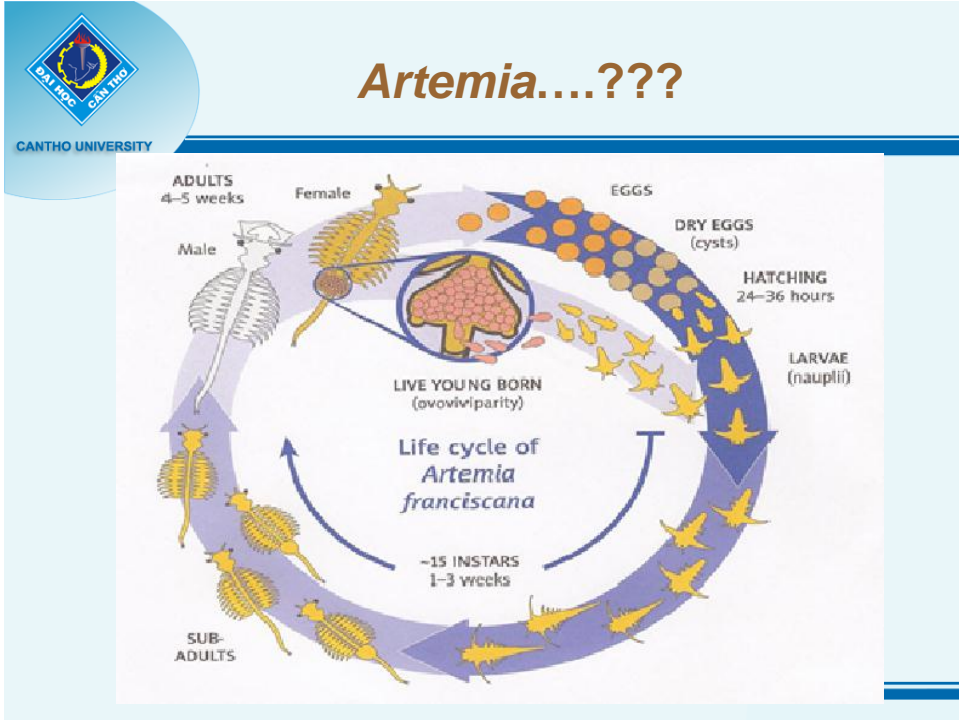 ĐẠI HỌC CẦN THƠ
CANTHO UNIVERSITY
Artemia....???
ADULTS
4–5 weeks
Female
Male
EGGS
DRY EGGS
(cysts)
HATCHING
24–36 hours
LARVAE
(nauplii)
LIVE YOUNG BORN
(ovoviviparity)
Life cycle of
Artemia
franciscana
~15 INSTARS
1–3 weeks
SUB-
ADULTS